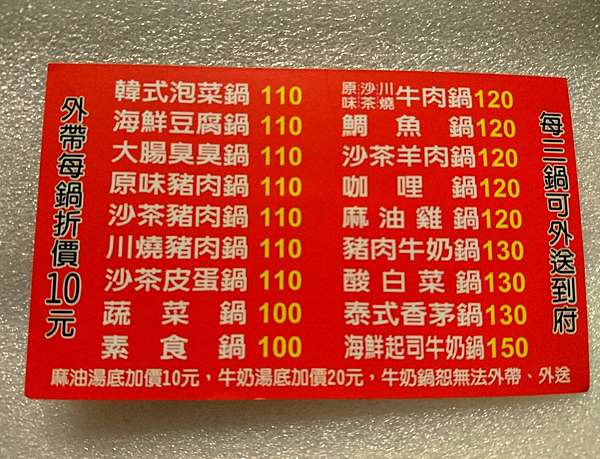 外帶每鍋折價10元
韓式泡菜鍋 110
海鮮豆腐鍋 110
大腸臭臭鍋 110
原味豬肉鍋 110
沙茶豬肉鍋 110
川燒豬肉鍋 110
沙茶皮蛋鍋 110
蔬菜鍋 100
素食鍋 100
原味 沙茶 川燒 牛肉鍋 120
鯛魚鍋 120
沙茶羊肉鍋 120
咖哩鍋 120
麻油雞鍋 120
豬肉牛奶鍋 130
酸白菜鍋 130
泰式香茅鍋 130
海鮮起司牛奶鍋 150
每三鍋可外送到府
麻油湯底加價10元，牛奶湯底加價20元，牛奶鍋恕無法外帶、外送